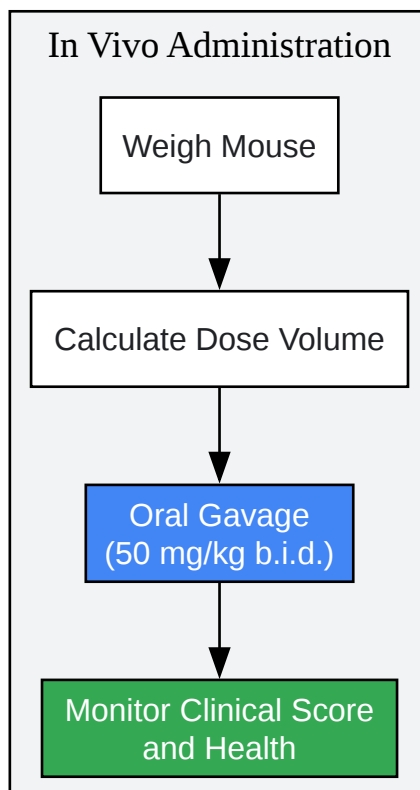 In Vivo Administration
Weigh Mouse
Calculate Dose Volume
Oral Gavage
(50 mg/kg b.i.d.)
Monitor Clinical Score
and Health